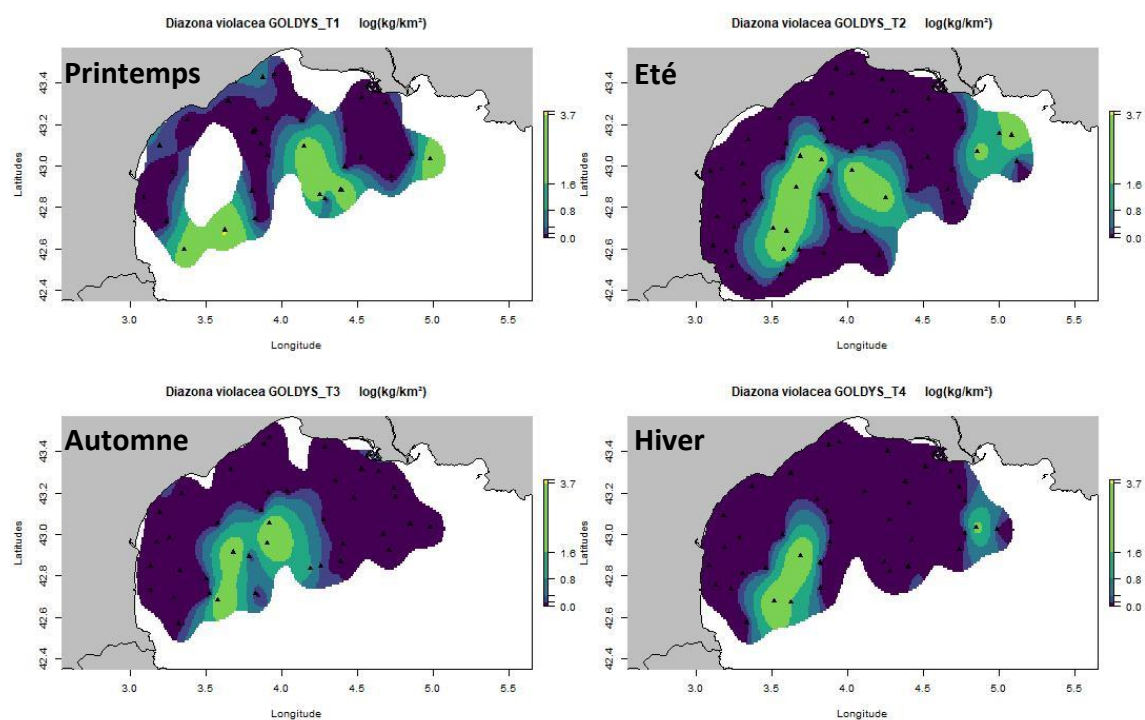 Diazona violacea GOLDYS_T1 log(kg/km²)
Printemps
Latitudes
43.4
43.2
43.0
42.8
42.6
42.4
3.0 3.5 4.0 4.5 5.0 5.5
Longitude
3.7
1.6
0.8
0.0
Diazona violacea GOLDYS_T2 log(kg/km²)
Eté
Latitudes
43.4
43.2
43.0
42.8
42.6
42.4
3.0 3.5 4.0 4.5 5.0 5.5
Longitude
3.7
1.6
0.8
0.0
Diazona violacea GOLDYS_T3 log(kg/km²)
Automne
Latitudes
43.4
43.2
43.0
42.8
42.6
42.4
3.0 3.5 4.0 4.5 5.0 5.5
Longitude
3.7
1.6
0.8
0.0
Diazona violacea GOLDYS_T4 log(kg/km²)
Hiver
Latitudes
43.4
43.2
43.0
42.8
42.6
42.4
3.0 3.5 4.0 4.5 5.0 5.5
Longitude
3.7
1.6
0.8
0.0